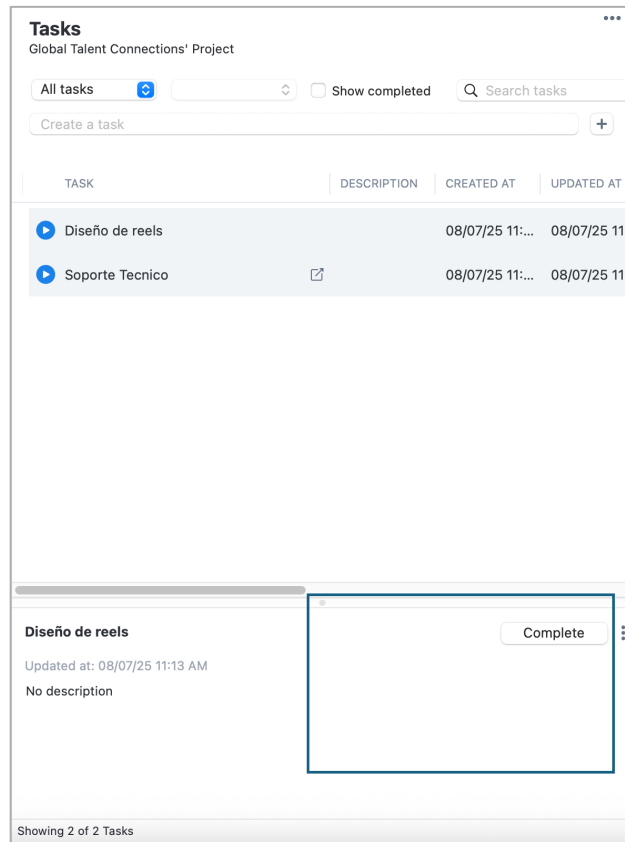 Tasks
Global Talent Connections' Project
All tasks Show completed Search tasks
Create a task
TASK DESCRIPTION CREATED AT UPDATED AT
Diseño de reels 08/07/25 11:... 08/07/25 11
Soporte Tecnico 08/07/25 11:... 08/07/25 11
Diseño de reels Complete
Updated at: 08/07/25 11:13 AM
No description
Showing 2 of 2 Tasks